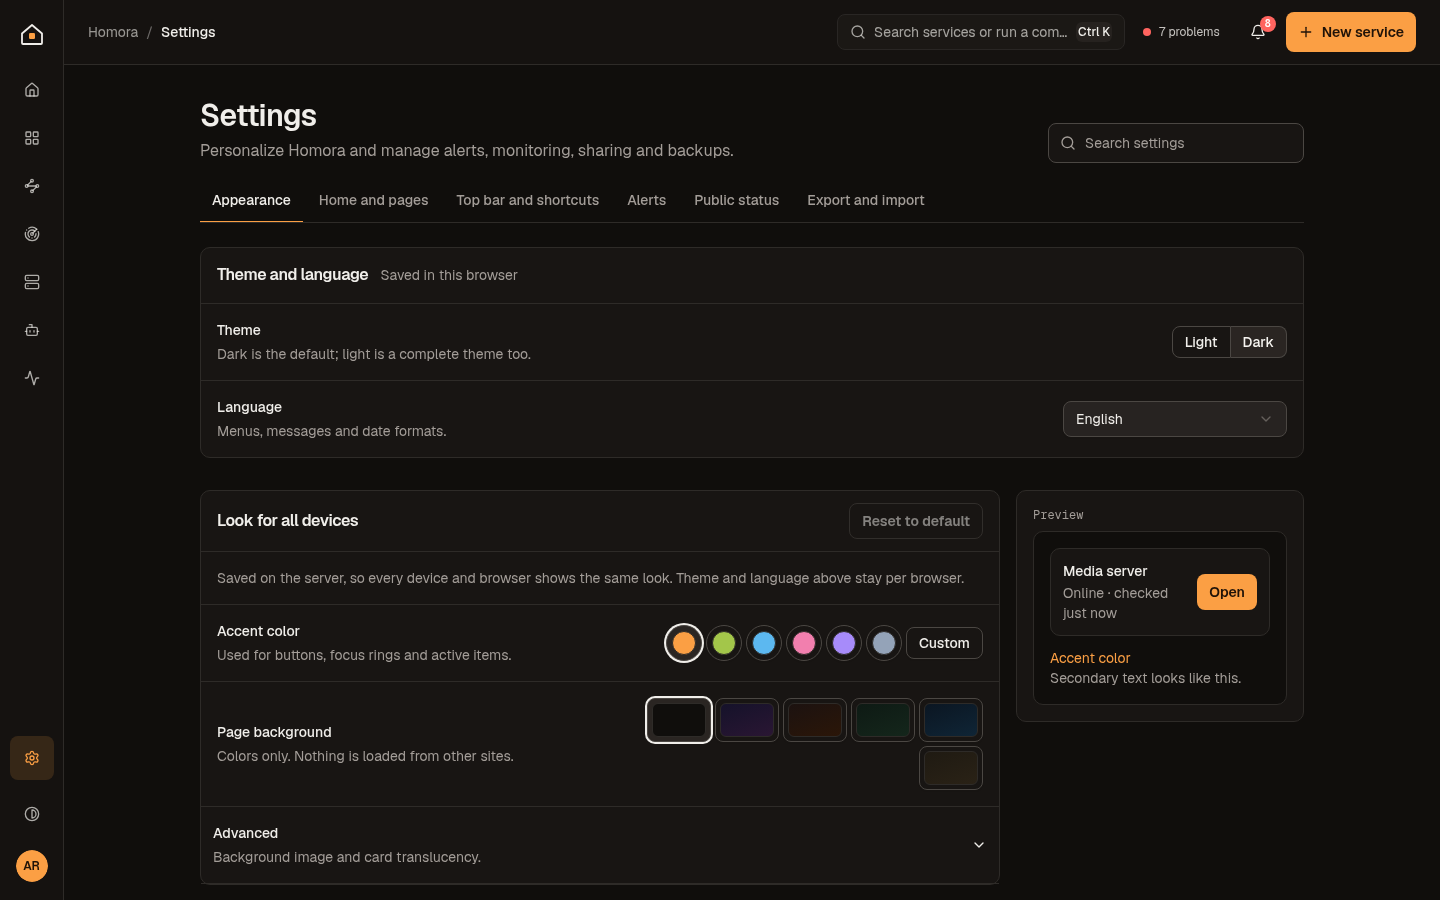 Homora / Settings
Search services or run a com... Ctrl K
7 problems
8
New service
Settings
Personalize Homora and manage alerts, monitoring, sharing and backups.
Search settings
Appearance
Home and pages
Top bar and shortcuts
Alerts
Public status
Export and import
Theme and language Saved in this browser
Theme
Dark is the default; light is a complete theme too.
Light Dark
Language
Menus, messages and date formats.
English
Look for all devices
Reset to default
Saved on the server, so every device and browser shows the same look. Theme and language above stay per browser.
Accent color
Used for buttons, focus rings and active items.
Custom
Page background
Colors only. Nothing is loaded from other sites.
Advanced
Background image and card translucency.
Preview
Media server
Online · checked
just now
Open
Accent color
Secondary text looks like this.
AR